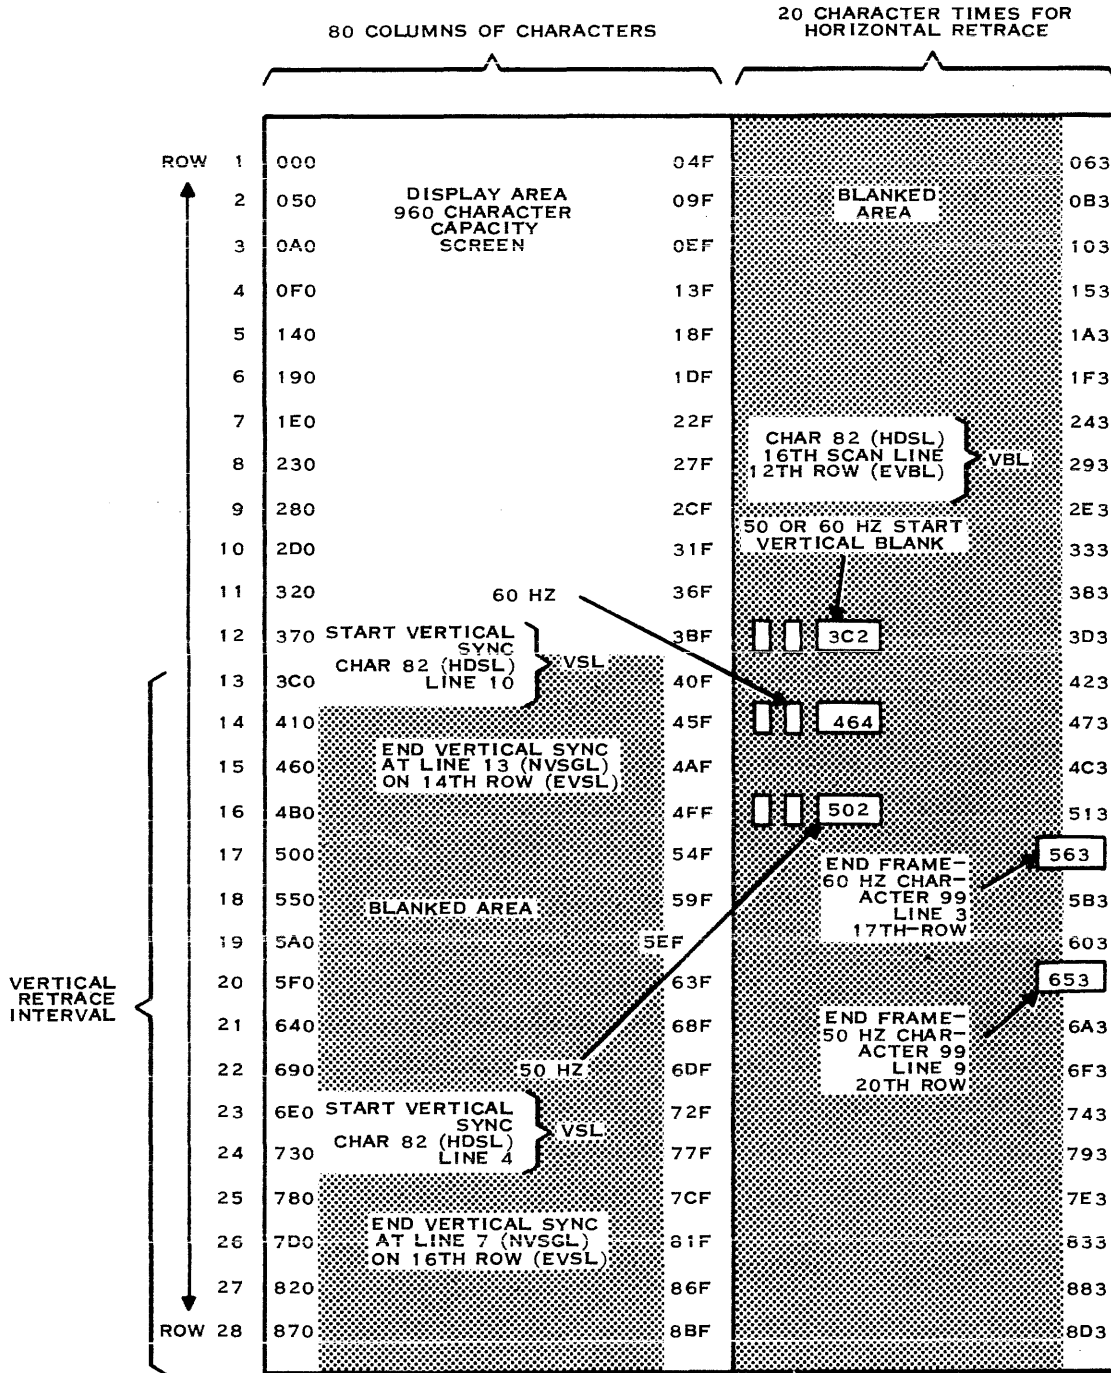 80 COLUMNS OF CHARACTERS
20 CHARACTER TIMES FOR
HORIZONTAL RETRACE
ROW 1 000 04F 063
2 050 09F 0B3
3 0A0 0EF 103
4 0F0 13F 153
5 140 18F 1A3
6 190 1DF 1F3
7 1E0 22F 243
8 230 27F 293
9 280 2CF 2E3
10 2D0 31F 333
11 320 36F 383
12 370 3BF 3C2 3D3
13 3C0 40F 423
14 410 45F 464 473
15 460 4AF 4C3
16 4B0 4FF 502 513
17 500 54F 563
18 550 59F 5B3
19 5A0 5EF 603
20 5F0 63F 653
21 640 68F 6A3
22 690 6DF 6F3
23 6E0 72F 743
24 730 77F 793
25 780 7CF 7E3
26 7D0 81F 833
27 820 86F 883
ROW 28 870 8BF 8D3
DISPLAY AREA
960 CHARACTER
CAPACITY
SCREEN
BLANKED
AREA
CHAR 82 (HDSL)
16TH SCAN LINE
12TH ROW (EVBL)
VBL
50 OR 60 HZ START
VERTICAL BLANK
60 HZ
START VERTICAL
SYNC
CHAR 82 (HDSL)
LINE 10
VSL
END VERTICAL SYNC
AT LINE 13 (NVSGL)
ON 14TH ROW (EVSL)
BLANKED AREA
END FRAME-
60 HZ CHAR-
ACTER 99
LINE 3
17TH-ROW
VERTICAL
RETRACE
INTERVAL
END FRAME-
50 HZ CHAR-
ACTER 99
LINE 9
20TH ROW
50 HZ
START VERTICAL
SYNC
CHAR 82 (HDSL)
LINE 4
VSL
END VERTICAL SYNC
AT LINE 7 (NVSGL)
ON 16TH ROW (EVSL)